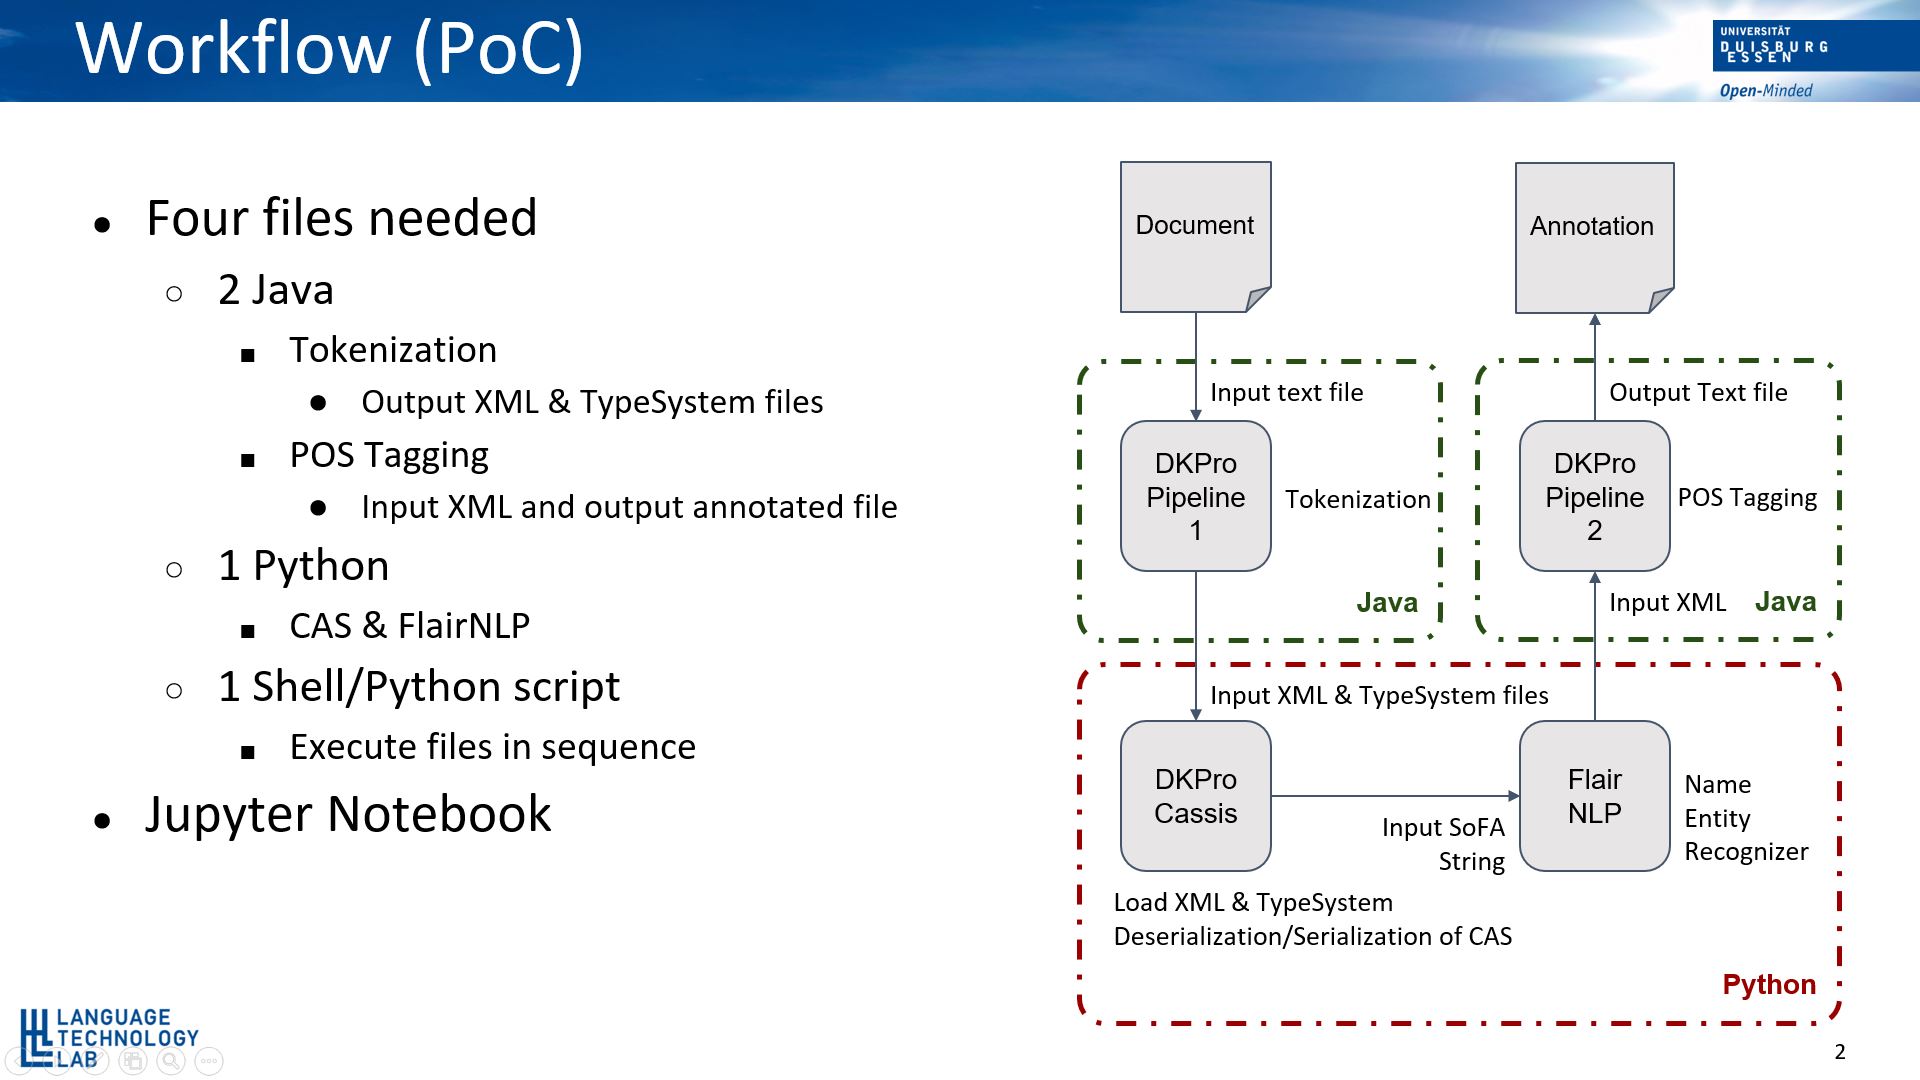 Workflow (PoC)
UNIVERSITÄT
DUISBURG
ESSEN
Open-Minded
● Four files needed
○ 2 Java
■ Tokenization
● Output XML & TypeSystem files
■ POS Tagging
● Input XML and output annotated file
○ 1 Python
■ CAS & FlairNLP
○ 1 Shell/Python script
■ Execute files in sequence
● Jupyter Notebook
Document
Input text file
DKPro
Pipeline
1
Tokenization
Java
Annotation
Output Text file
DKPro
Pipeline
2
POS Tagging
Input XML
Java
Input XML & TypeSystem files
DKPro
Cassis
Input SoFA
String
Flair
NLP
Name
Entity
Recognizer
Load XML & TypeSystem
Deserialization/Serialization of CAS
Python
LANGUAGE
TECHNOLOGY
LAB
2